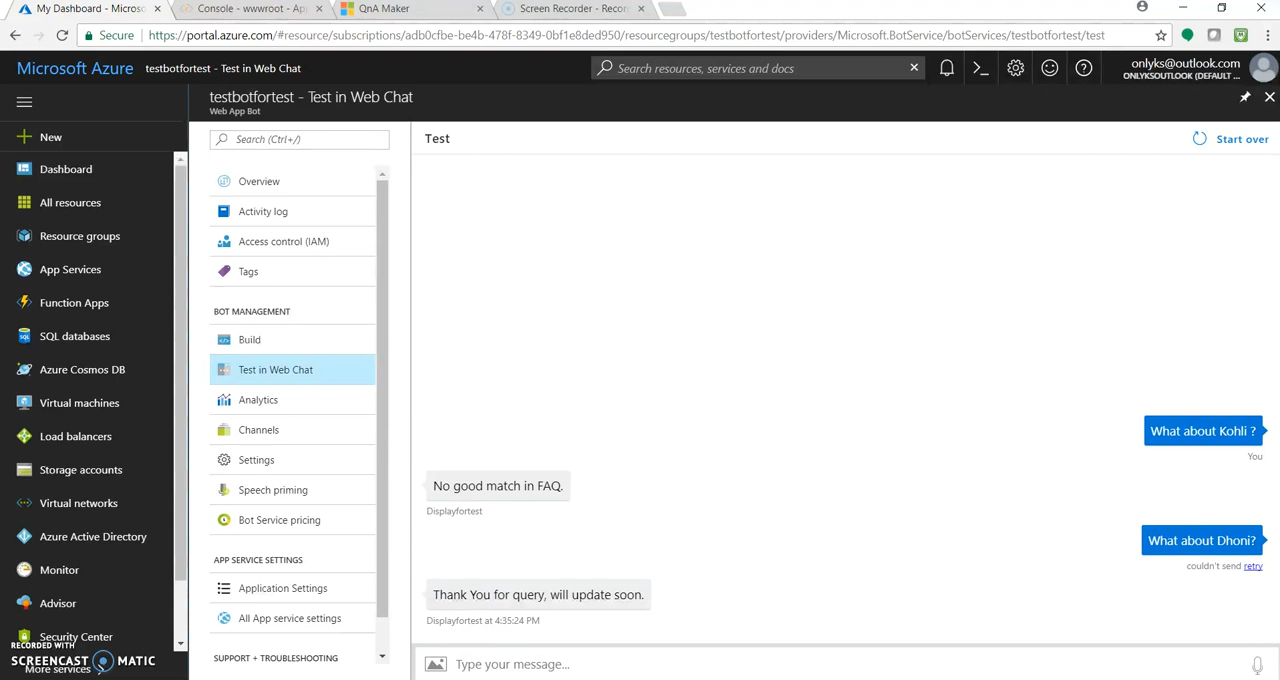 My Dashboard - Microso
Console - wwwroot - Ap
QnA Maker
Screen Recorder - Recor
Secure
https://portal.azure.com/#resource/subscriptions/adb0cfbe-be4b-478f-8349-0bf1e8ded950/resourcegroups/testbotfortest/providers/Microsoft.BotService/botServices/testbotfortest/test
Microsoft Azure
testbotfortest - Test in Web Chat
Search resources, services and docs
onlyks@outlook.com
ONLYKSOUTLOOK (DEFAULT ...
testbotfortest - Test in Web Chat
Web App Bot
New
Dashboard
All resources
Resource groups
App Services
Function Apps
SQL databases
Azure Cosmos DB
Virtual machines
Load balancers
Storage accounts
Virtual networks
Azure Active Directory
Monitor
Advisor
Security Center
More services
RECORDED WITH
SCREENCAST MATIC
Search (Ctrl+/)
Overview
Activity log
Access control (IAM)
Tags
BOT MANAGEMENT
Build
Test in Web Chat
Analytics
Channels
Settings
Speech priming
Bot Service pricing
APP SERVICE SETTINGS
Application Settings
All App service settings
SUPPORT + TROUBLESHOOTING
Test
Start over
What about Kohli ?
You
No good match in FAQ.
Displayfortest
What about Dhoni?
couldn't send retry
Thank You for query, will update soon.
Displayfortest at 4:35:24 PM
Type your message...